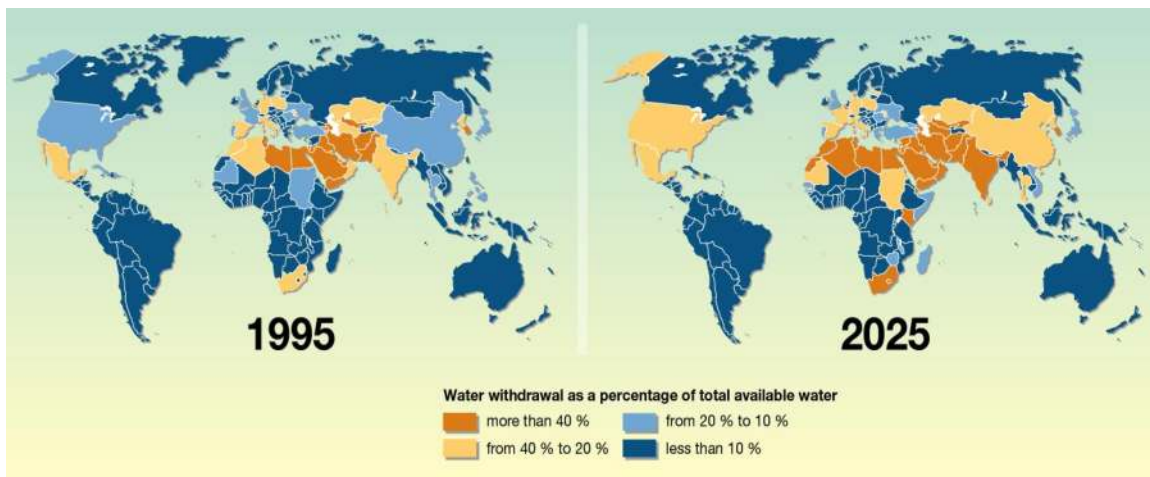 1995
2025
Water withdrawal as a percentage of total available water
more than 40 %
from 20 % to 10 %
from 40 % to 20 %
less than 10 %